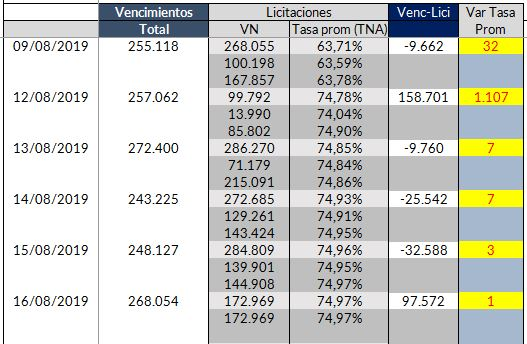 Vencimientos Licitaciones Venc-Lici Var Tasa
Total VN Tasa prom (TNA) Prom
09/08/2019 255.118 268.055 63,71% -9.662 32
100.198 63,59%
167.857 63,78%
12/08/2019 257.062 99.792 74,78% 158.701 1.107
13.990 74,04%
85.802 74,90%
13/08/2019 272.400 286.270 74,85% -9.760 7
71.179 74,84%
215.091 74,86%
14/08/2019 243.225 272.685 74,93% -25.542 7
129.261 74,91%
143.424 74,95%
15/08/2019 248.127 284.809 74,96% -32.588 3
139.901 74,95%
144.908 74,97%
16/08/2019 268.054 172.969 74,97% 97.572 1
172.969 74,97%